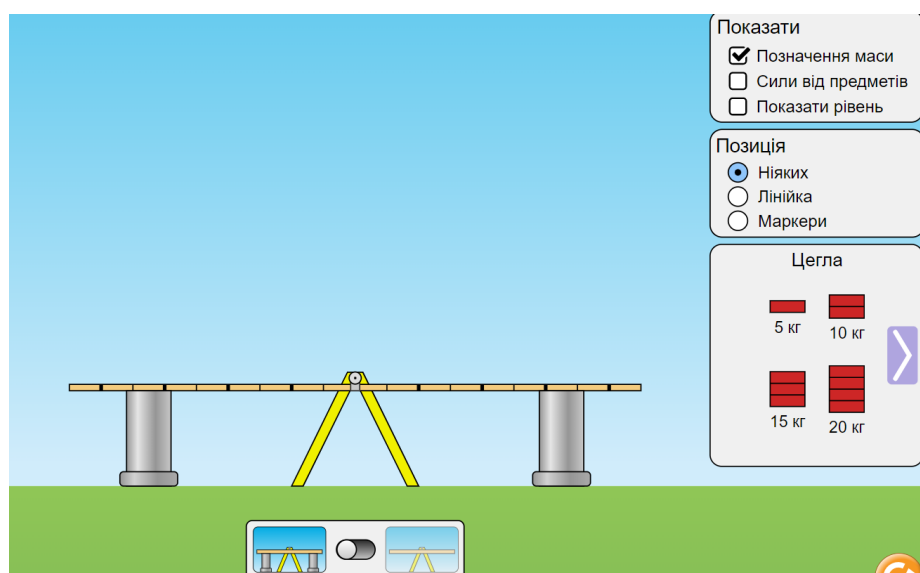 Показати
Позначення маси
Сили від предметів
Показати рівень
Позиція
Ніяких
Лінійка
Маркери
Цегла
5 кг
10 кг
15 кг
20 кг